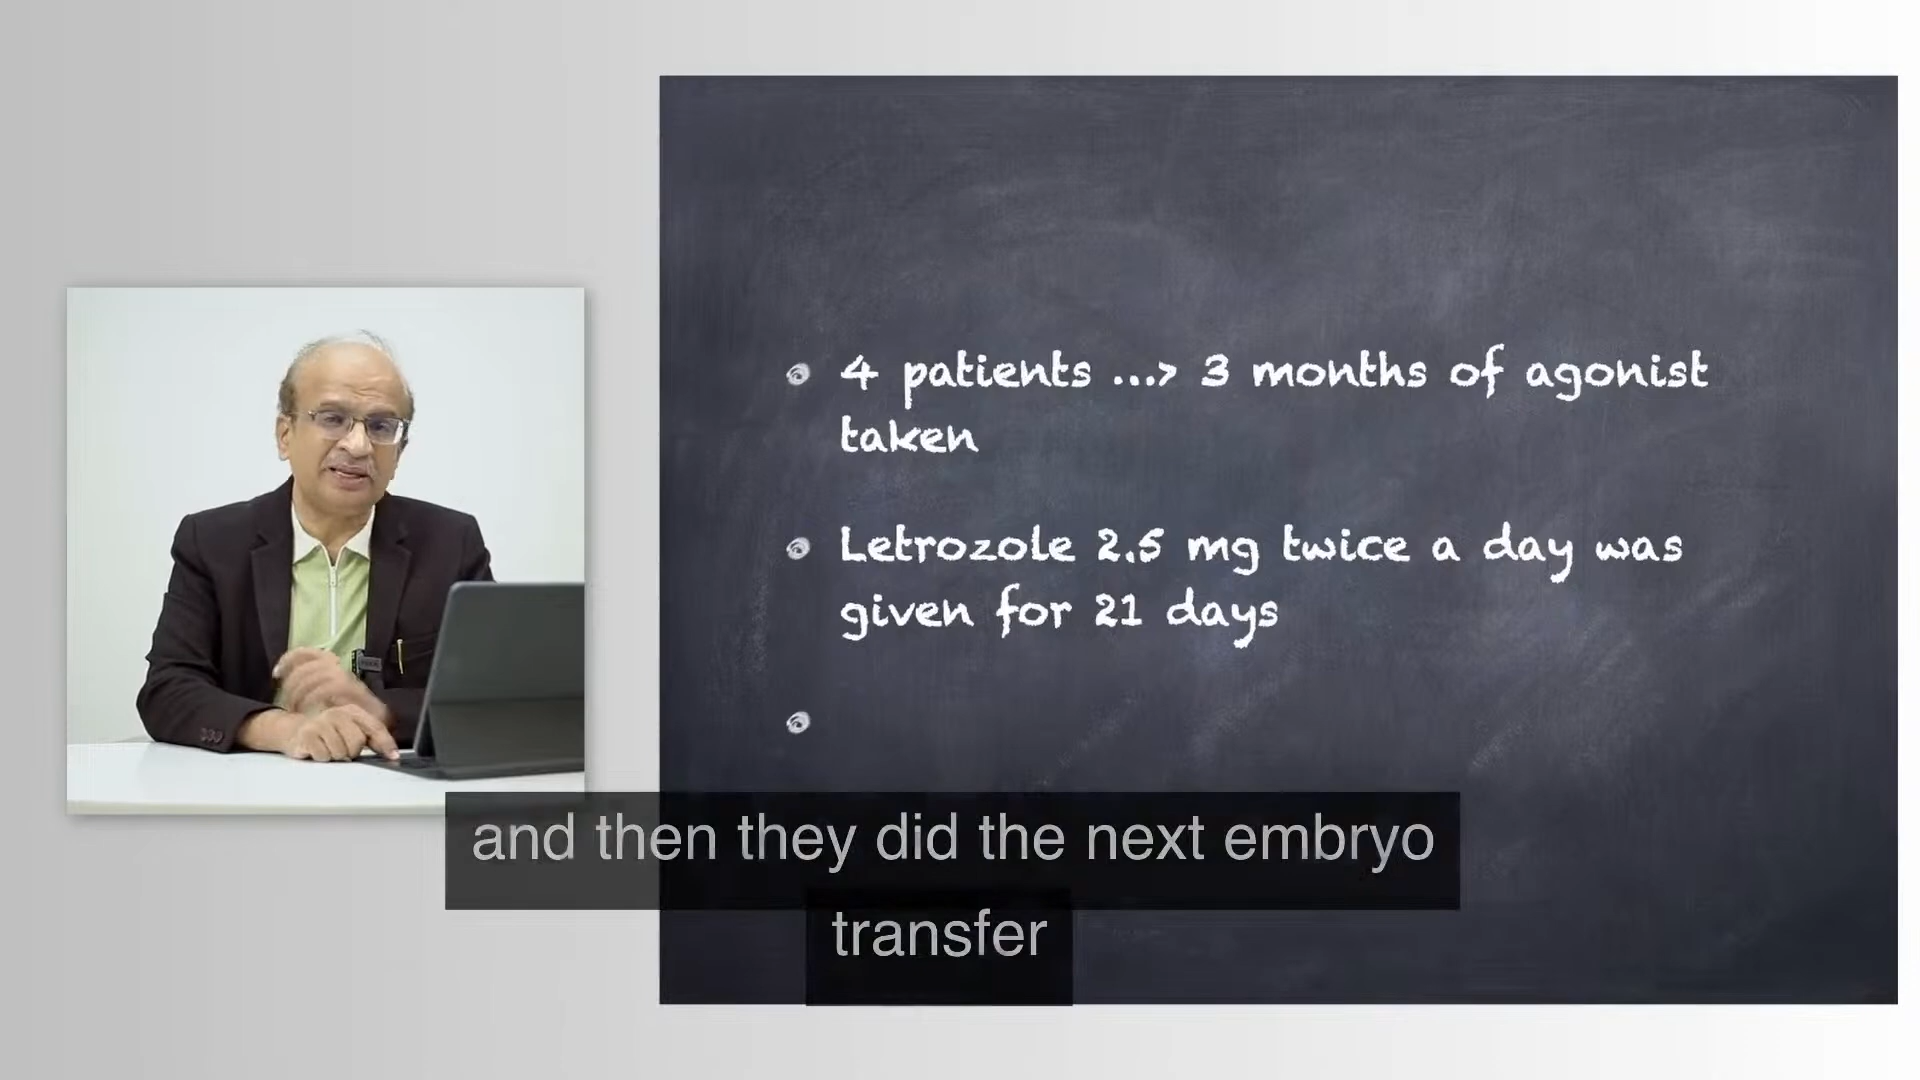 4 patients ...> 3 months of agonist
taken
Letrozole 2.5 mg twice a day was
given for 21 days
and then they did the next embryo
transfer